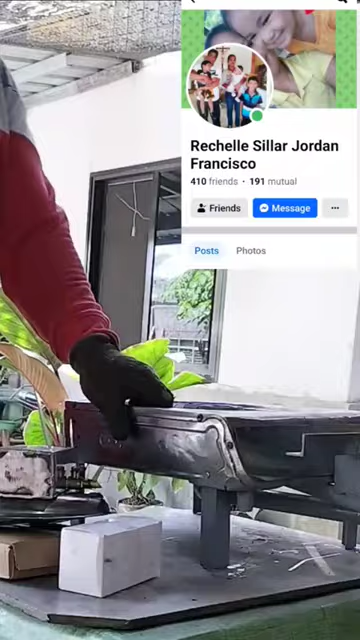 Rechelle Sillar Jordan
Francisco
410 friends • 191 mutual
Friends
Message
Posts
Photos